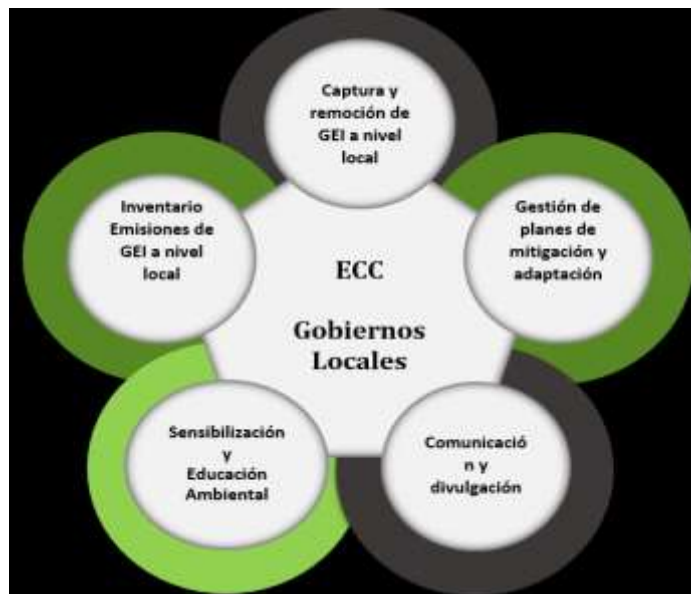 Captura y
remoción de
GEI a nivel
local
Inventario
Emisiones de
GEI a nivel
local
Gestión de
planes de
mitigación y
adaptación
ECC
Gobiernos
Locales
Sensibilización
y
Educación
Ambiental
Comunicació
n y
divulgación